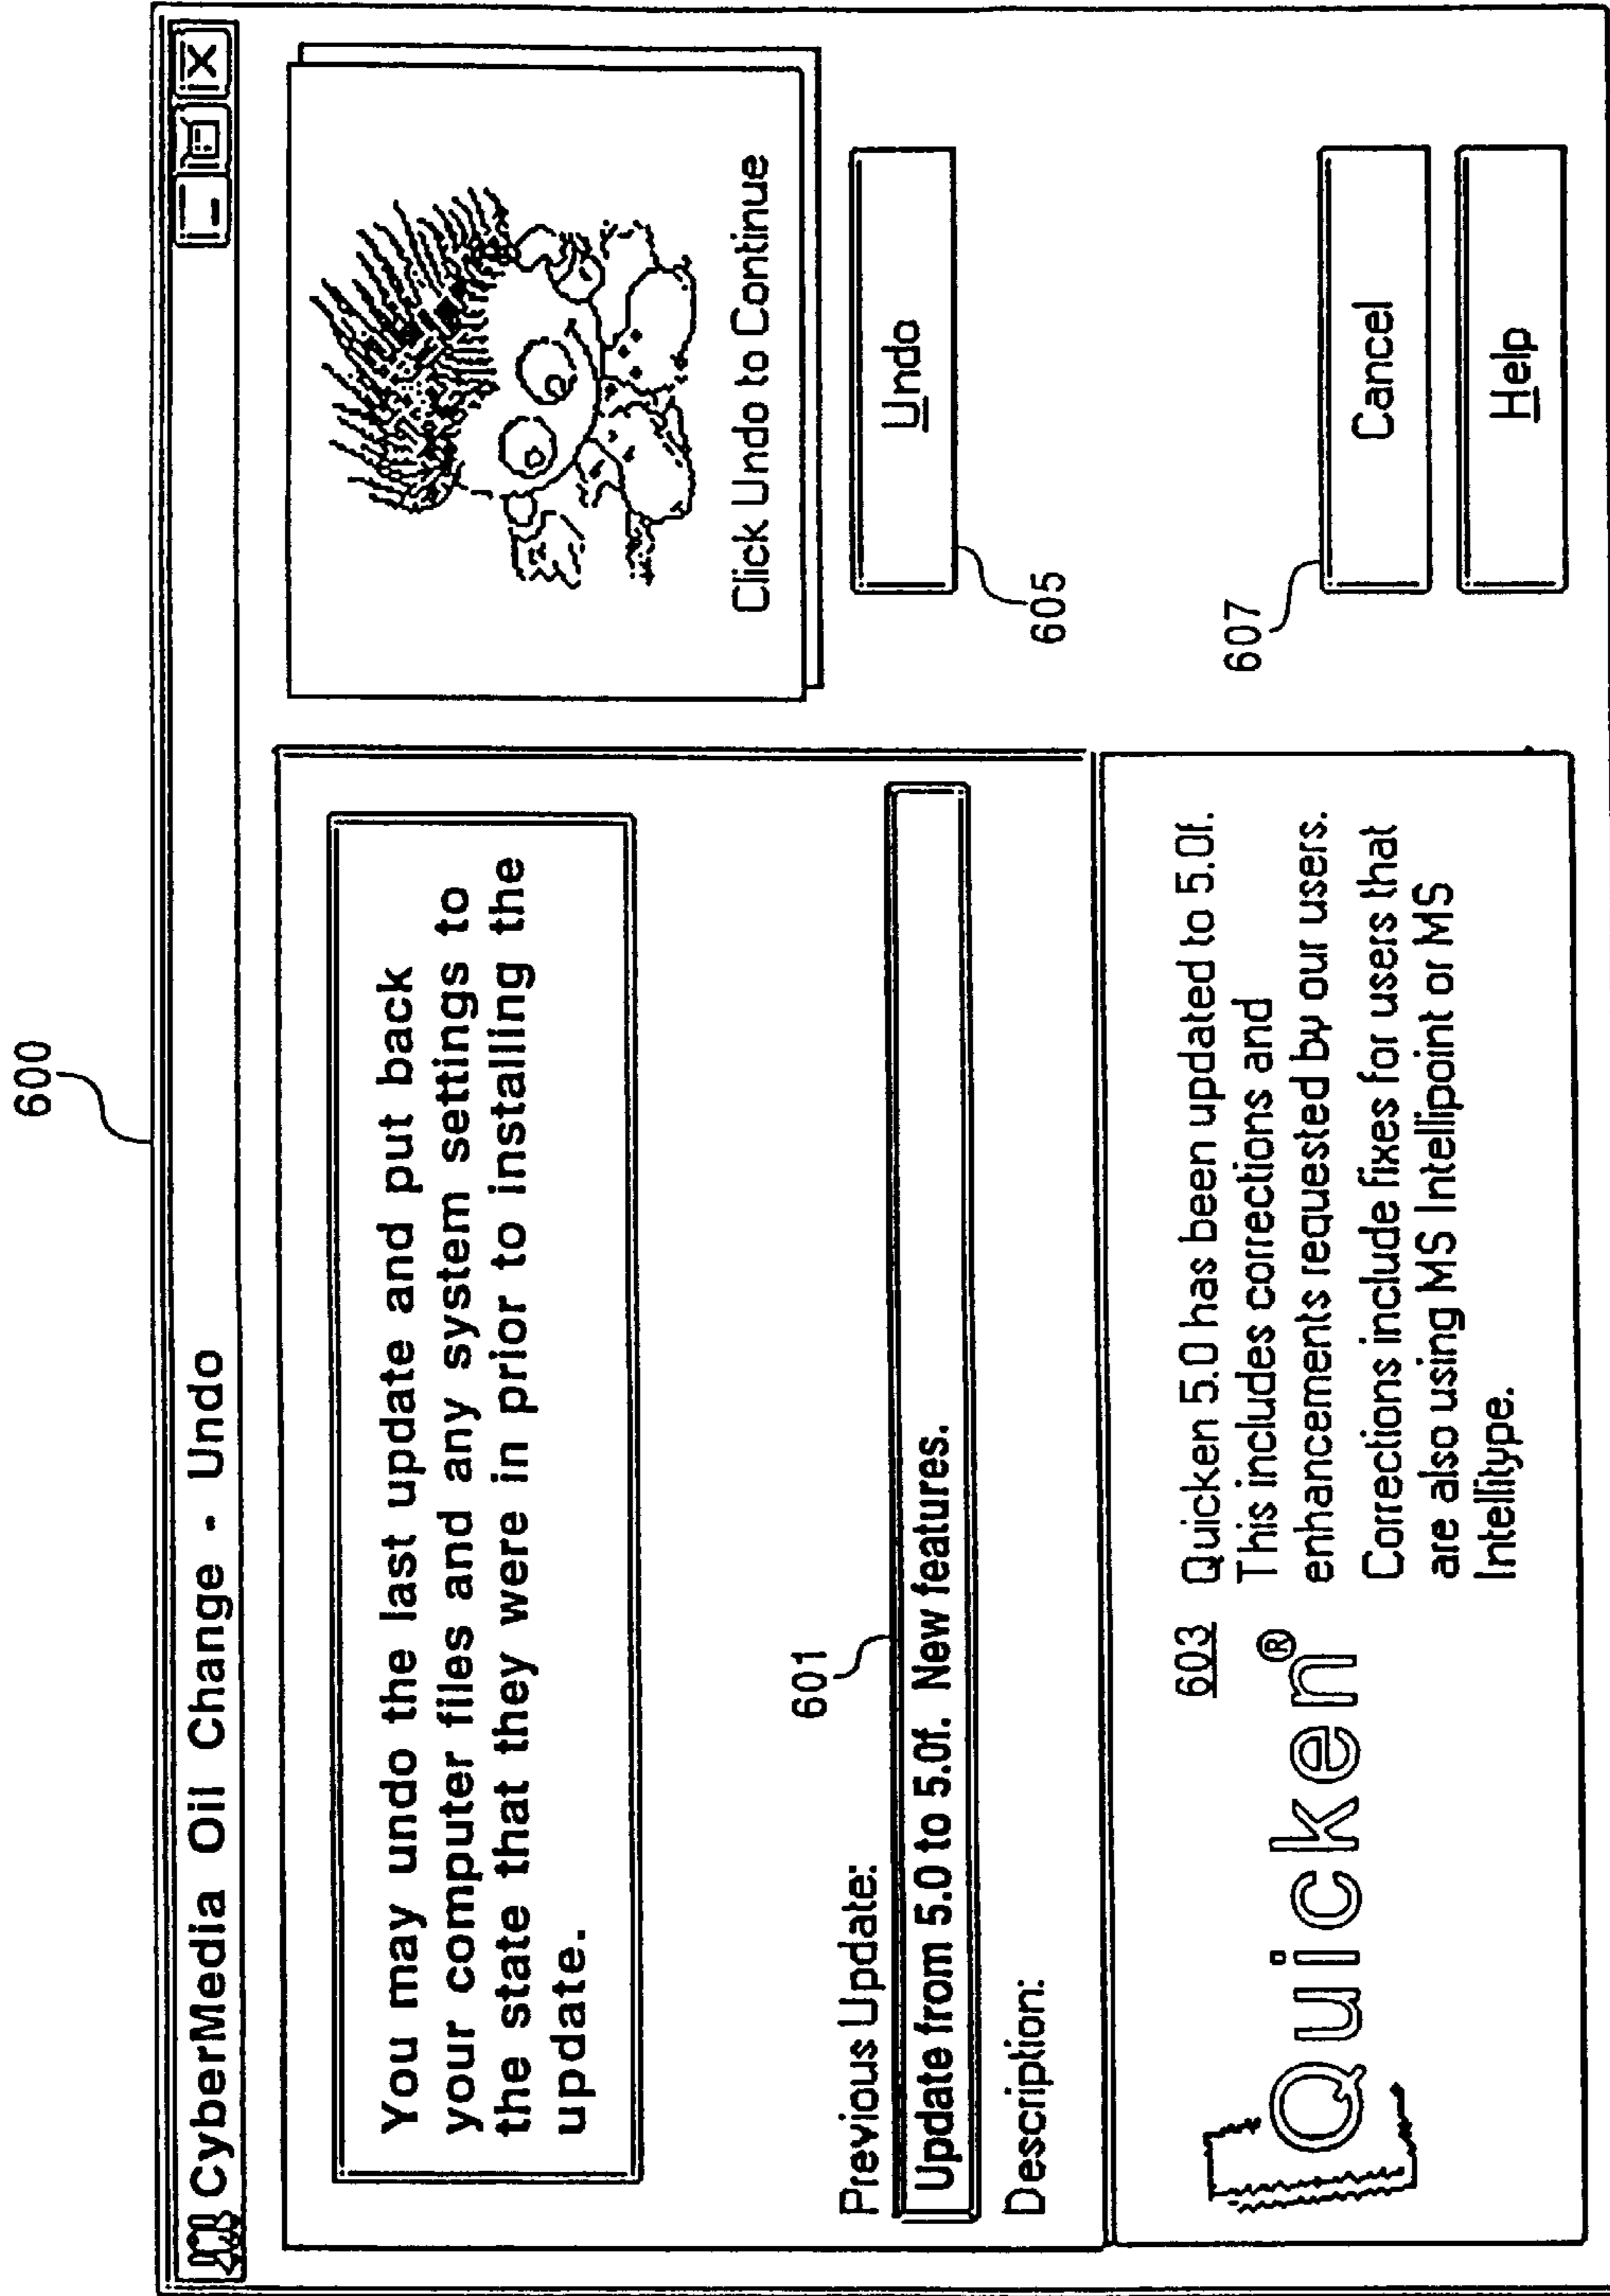 600
CyberMedia Oil Change - Undo
You may undo the last update and put back
your computer files and any system settings to
the state that they were in prior to installing the
update.
Click Undo to Continue
601
Previous Update:
Update from 5.0 to 5.0f. New features.
Undo
605
Description:
603
Quicken®
Quicken 5.0 has been updated to 5.0f.
This includes corrections and
enhancements requested by our users.
Corrections include fixes for users that
are also using MS Intellipoint or MS
Intellitype.
607
Cancel
Help